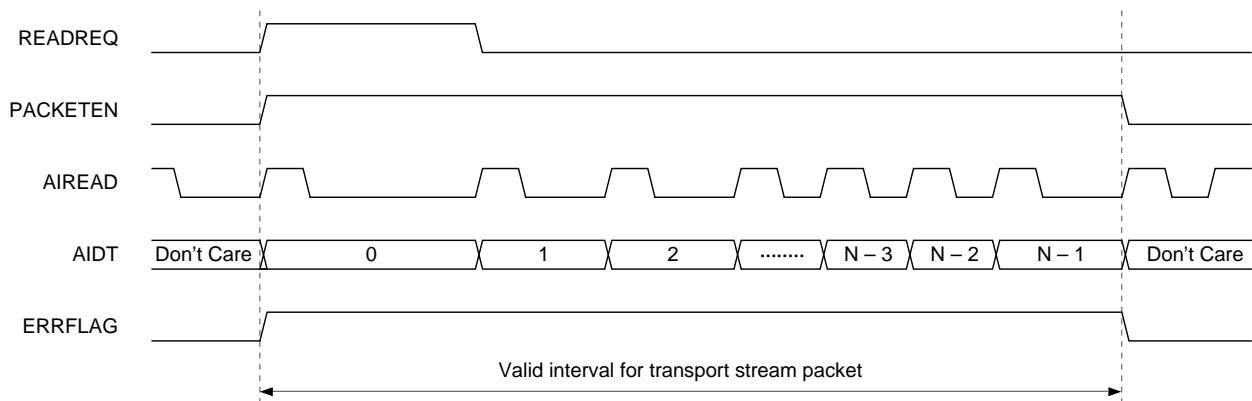 READREQ
PACKETEN
AIREAD
AIDT Don't Care 0 1 2 ........ N – 3 N – 2 N – 1 Don't Care
ERRFLAG
Valid interval for transport stream packet